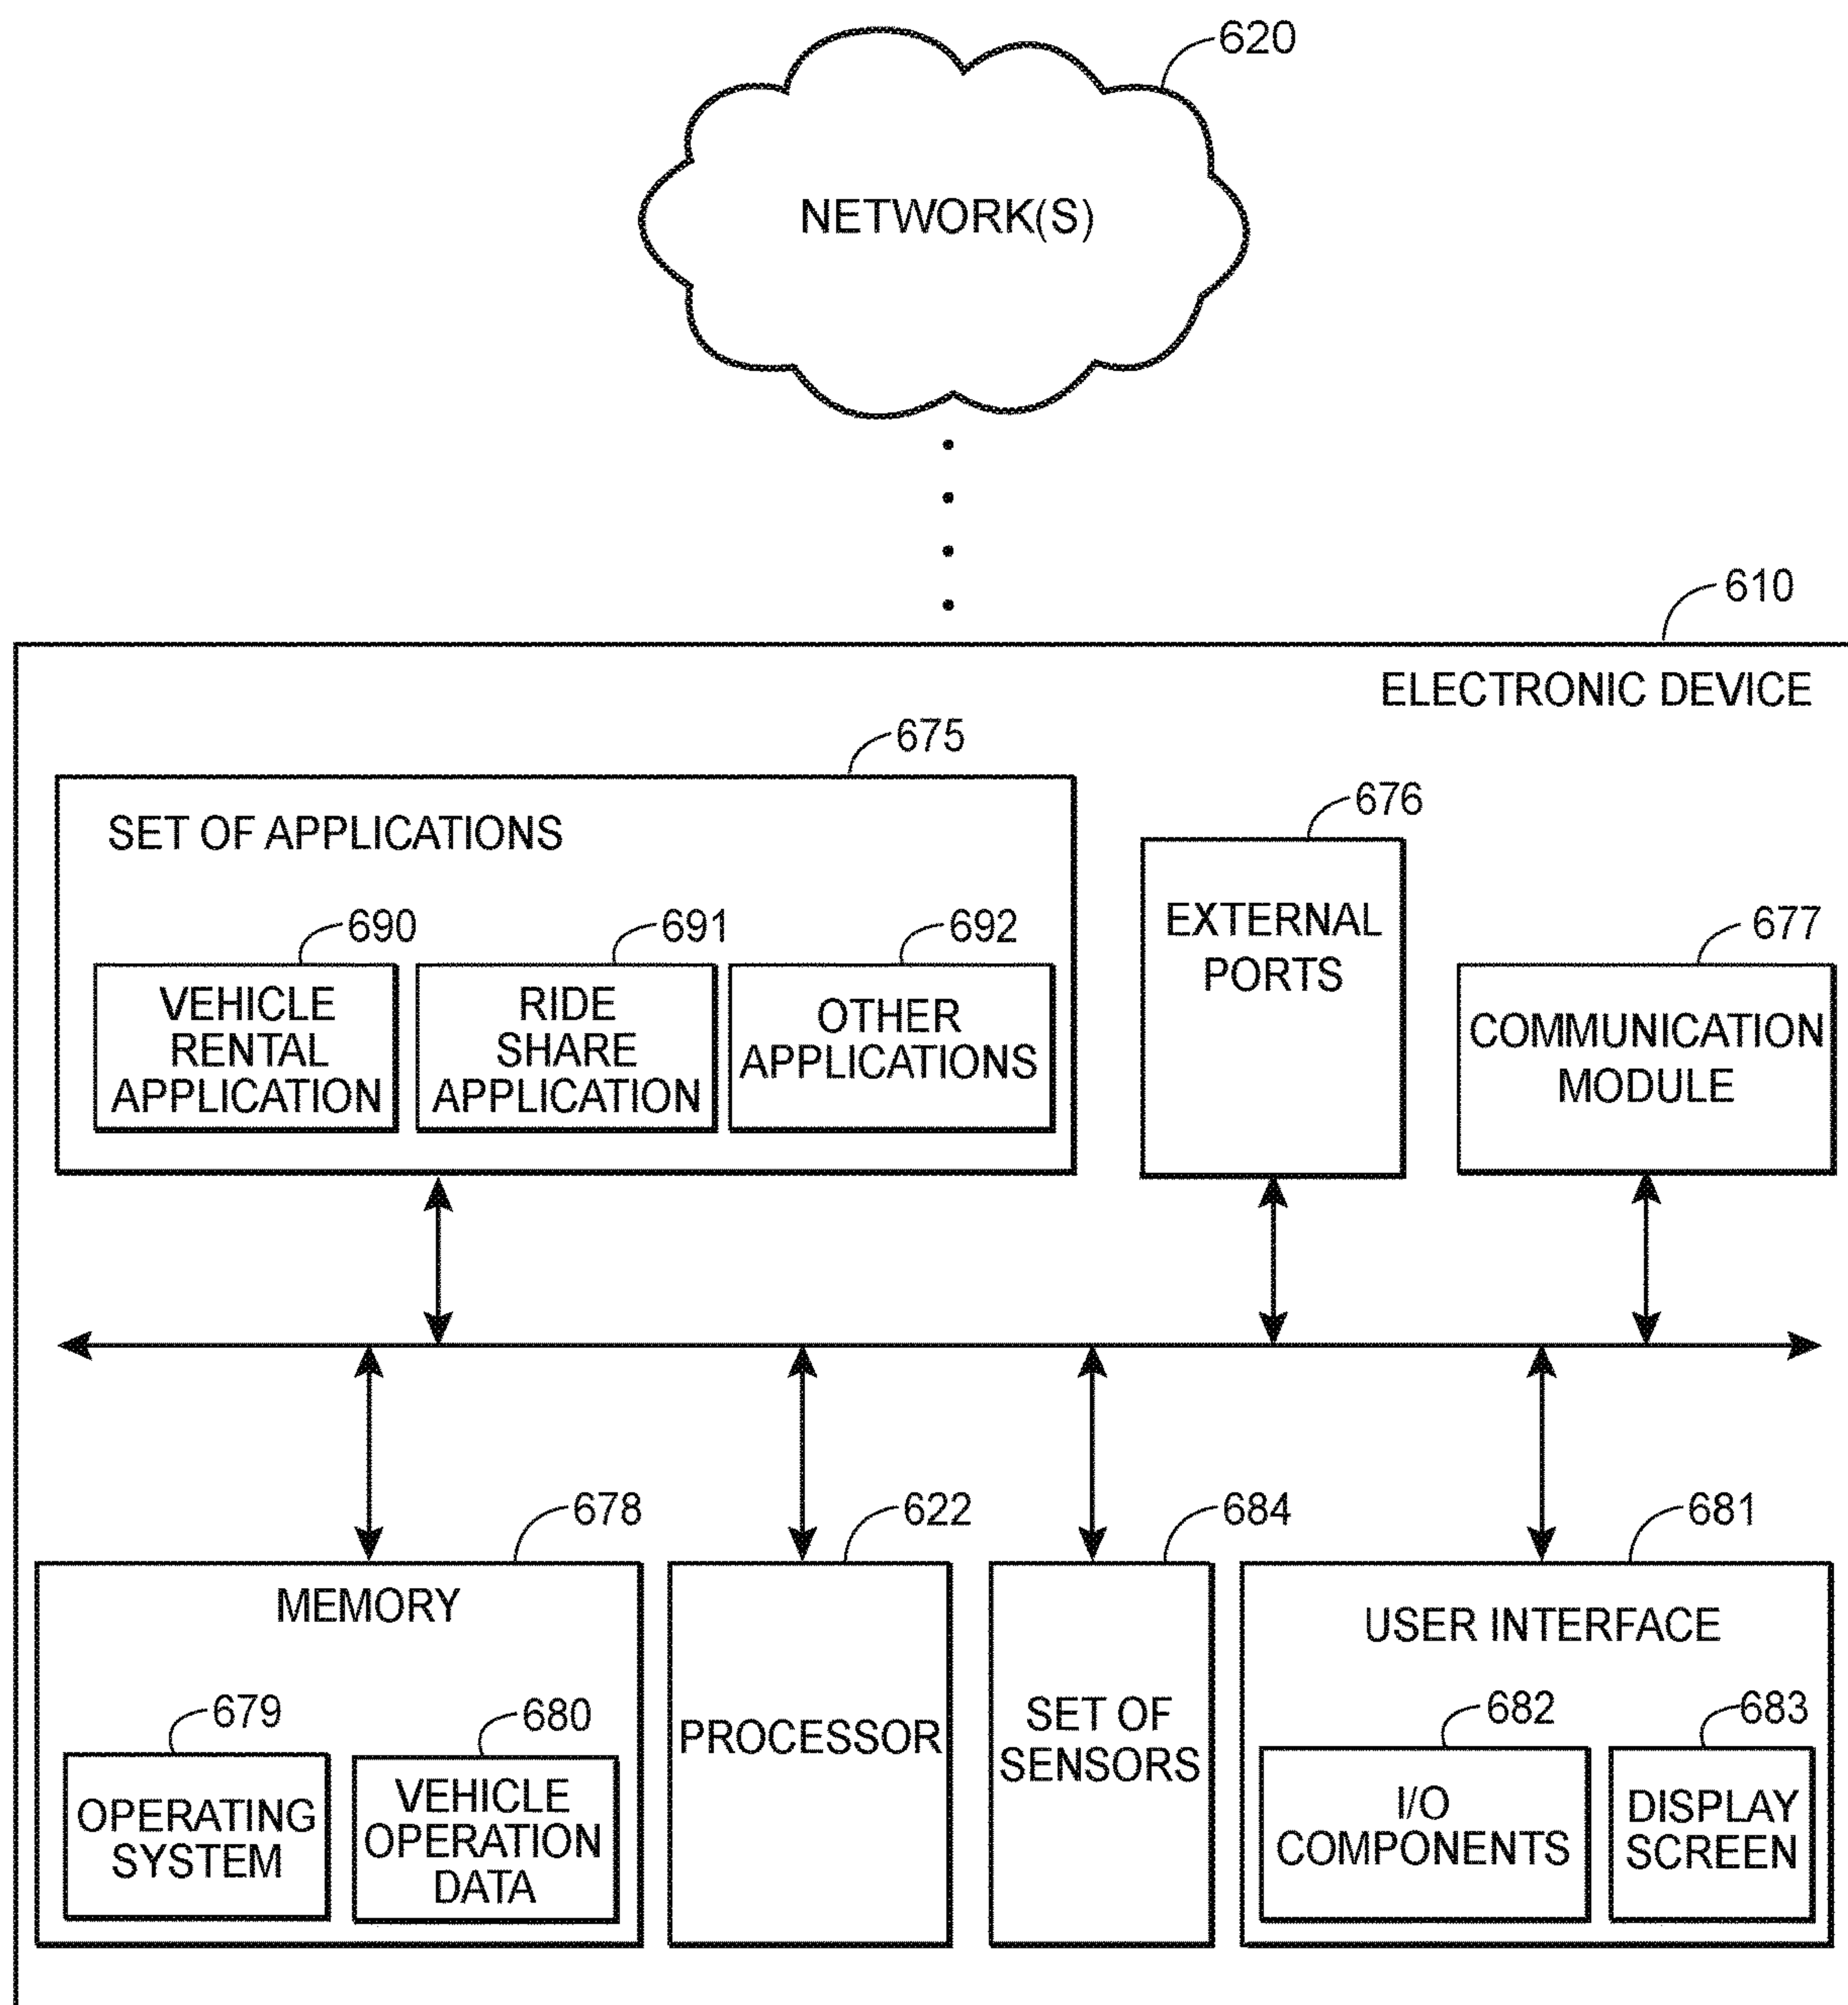 620
NETWORK(S)
610
ELECTRONIC DEVICE
675
SET OF APPLICATIONS
676
EXTERNAL
PORTS
677
COMMUNICATION
MODULE
690
VEHICLE
RENTAL
APPLICATION
691
RIDE
SHARE
APPLICATION
692
OTHER
APPLICATIONS
678
MEMORY
679
OPERATING
SYSTEM
680
VEHICLE
OPERATION
DATA
622
PROCESSOR
684
SET OF
SENSORS
681
USER INTERFACE
682
I/O
COMPONENTS
683
DISPLAY
SCREEN